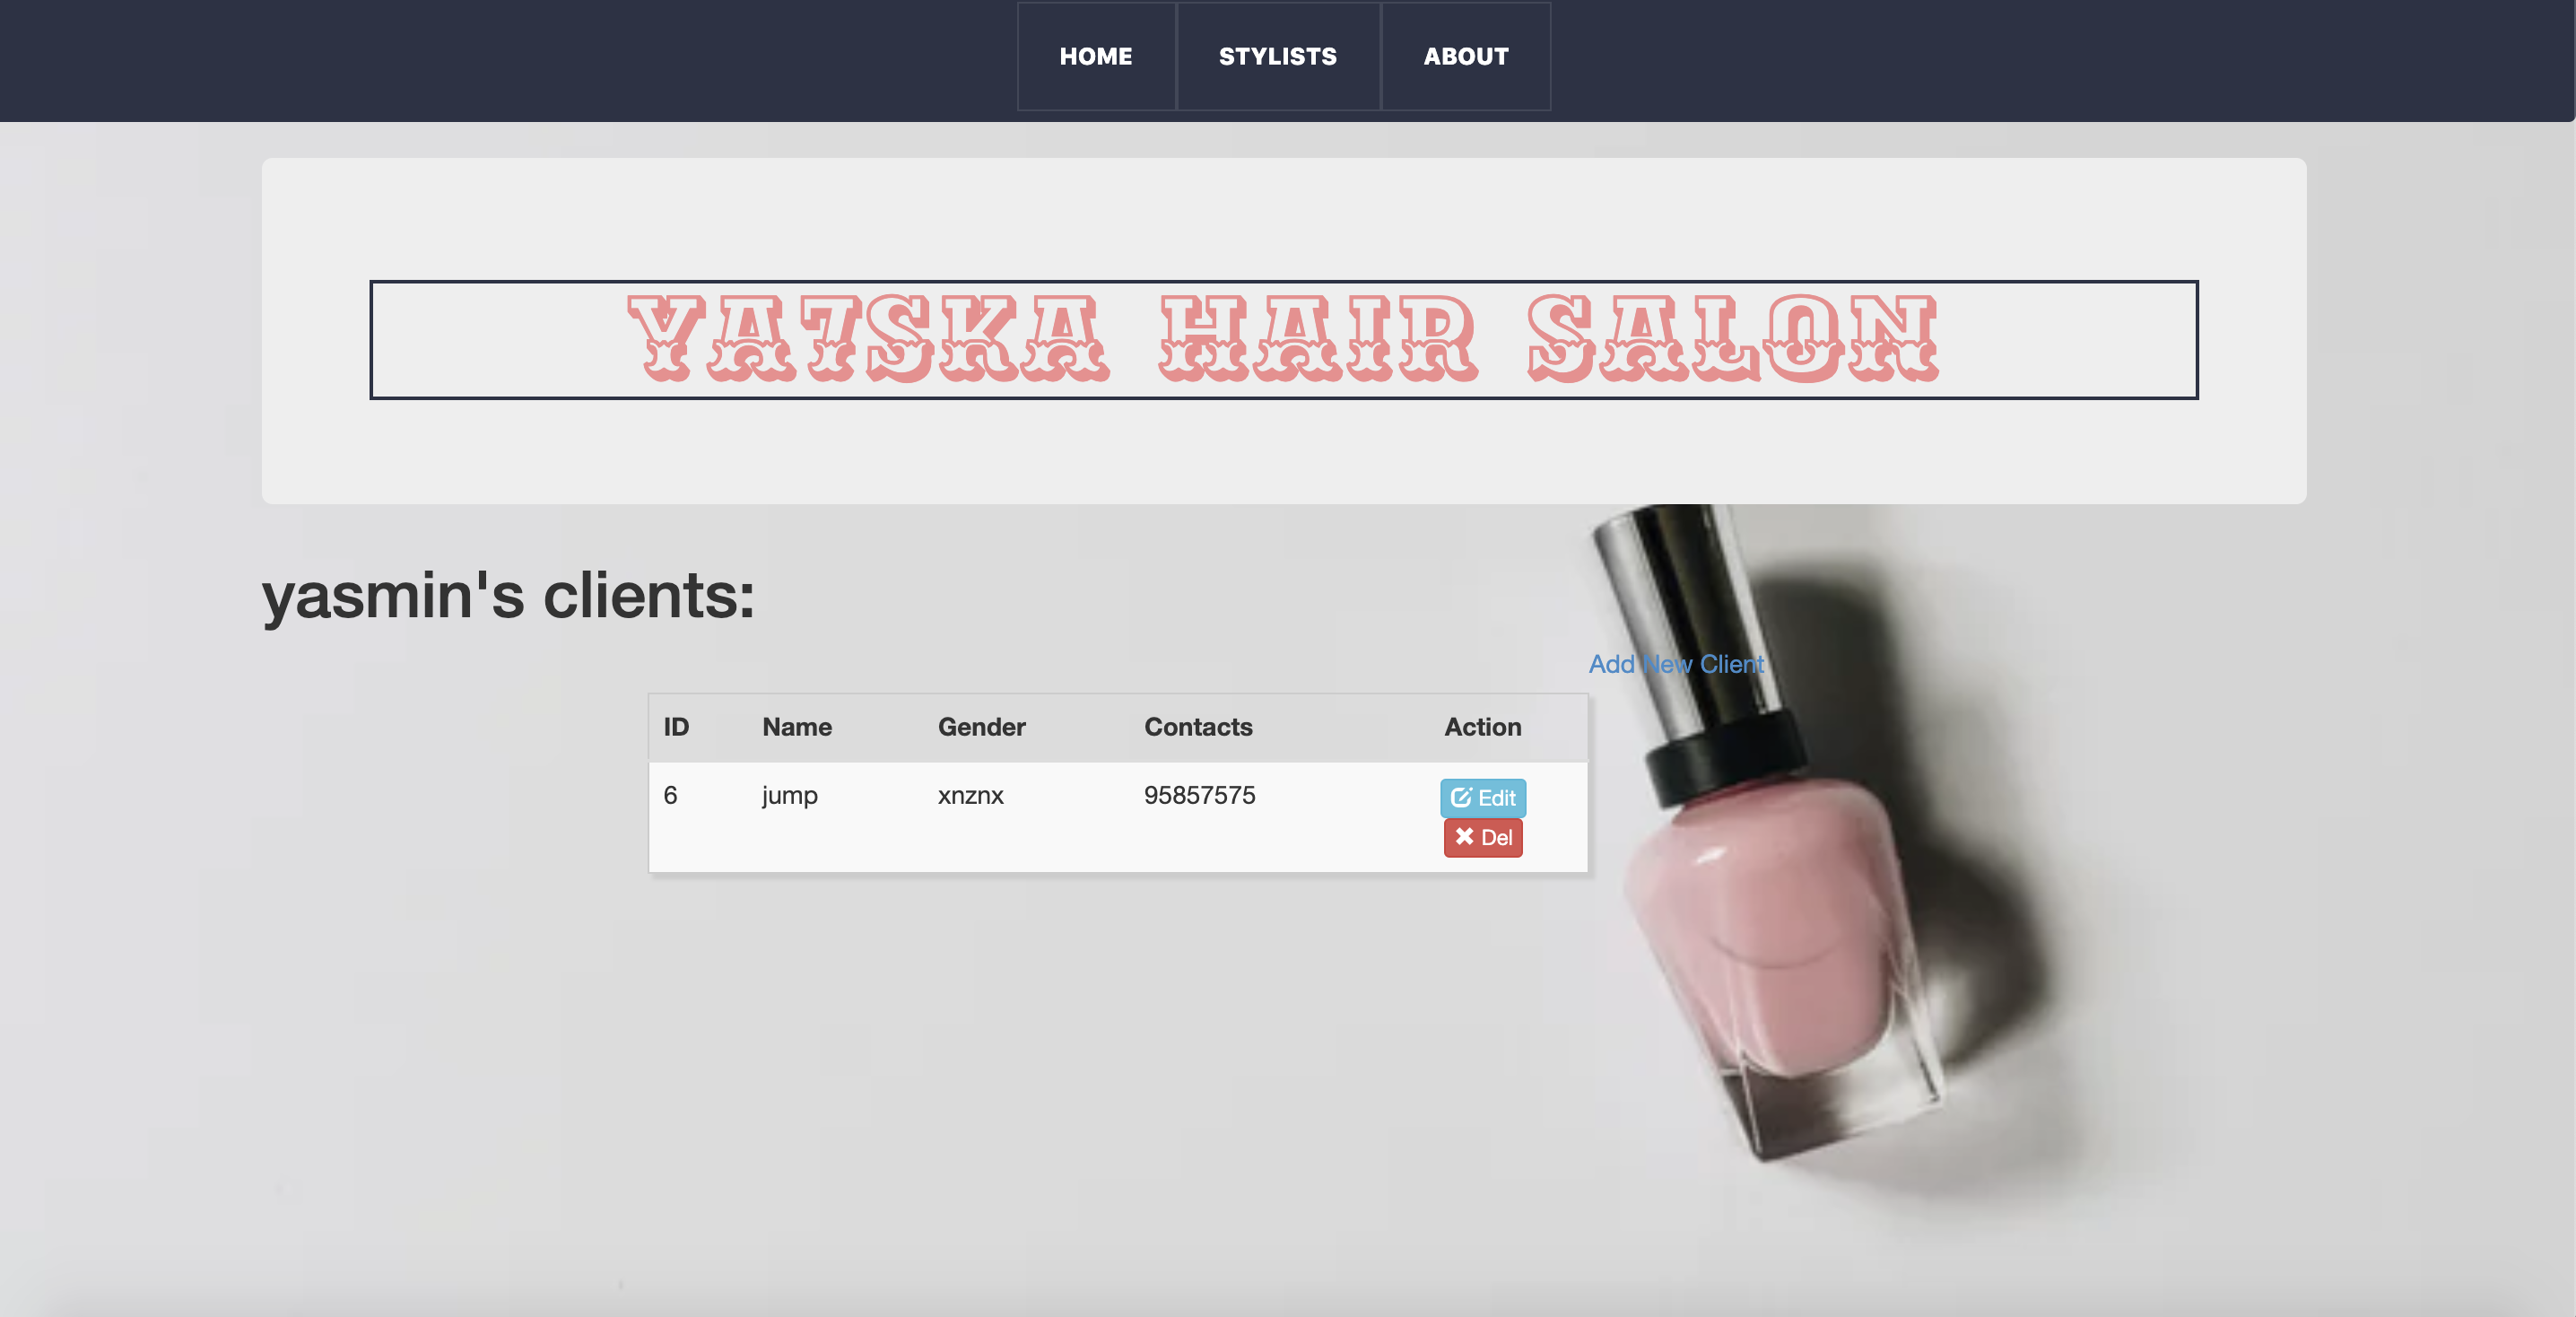 HOME STYLISTS ABOUT
YATSKA HAIR SALON
yasmin's clients:
Add New Client
ID Name Gender Contacts Action
6 jump xnznx 95857575 Edit
Del